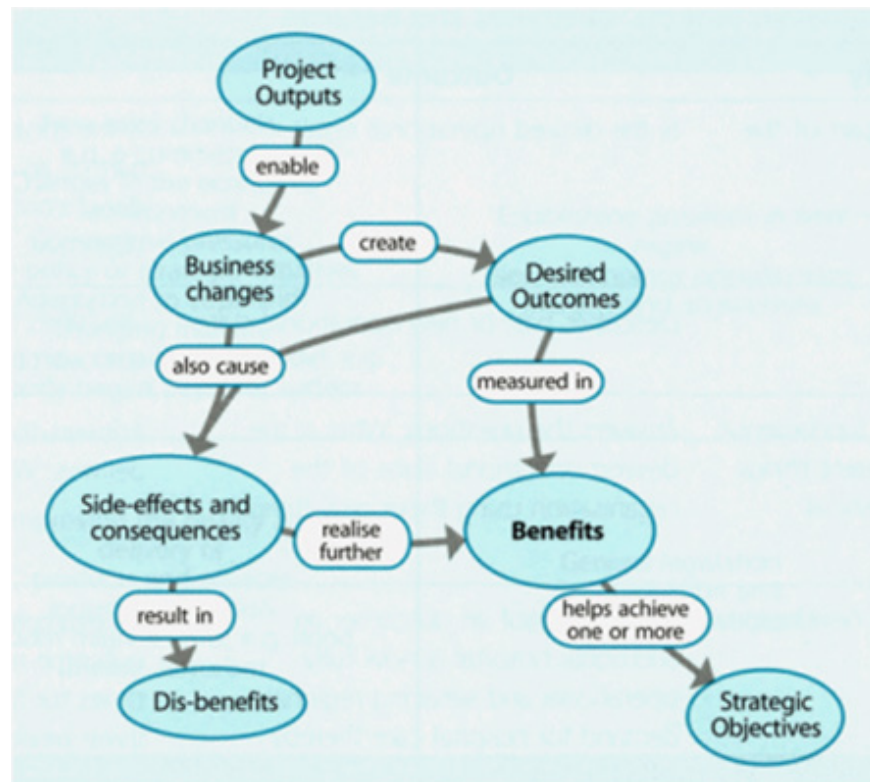 Project
Outputs
enable
Business
changes
create
Desired
Outcomes
also cause
measured in
Side-effects and
consequences
realise
further
Benefits
result in
helps achieve
one or more
Dis-benefits
Strategic
Objectives